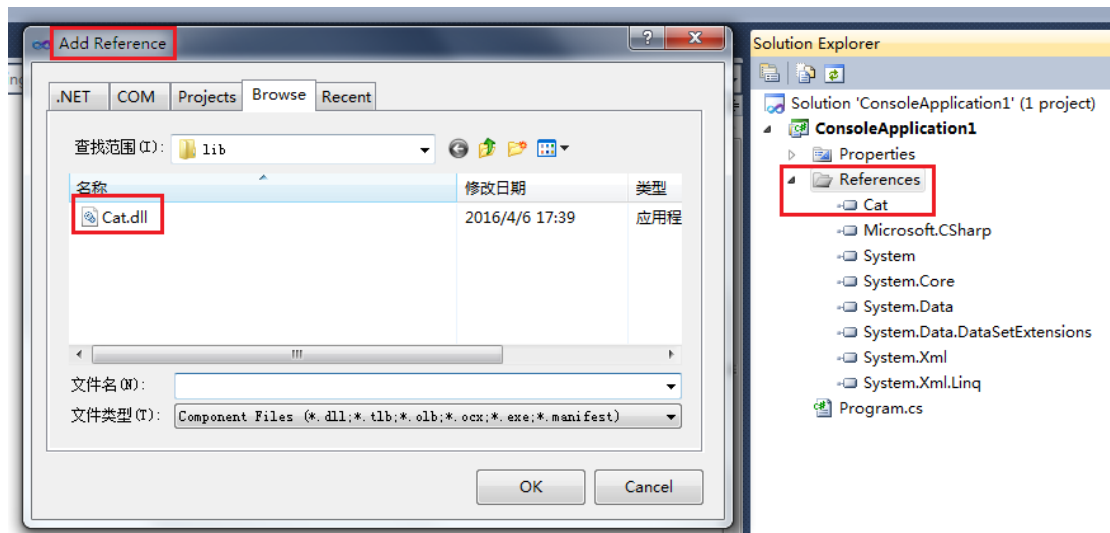 Add Reference
.NET COM Projects Browse Recent
查找范围(I): lib
名称 修改日期 类型
Cat.dll 2016/4/6 17:39 应用程
文件名(N):
文件类型(T): Component Files (*.dll;*.tlb;*.olb;*.ocx;*.exe;*.manifest)
OK Cancel
Solution Explorer
Solution 'ConsoleApplication1' (1 project)
ConsoleApplication1
Properties
References
Cat
Microsoft.CSharp
System
System.Core
System.Data
System.Data.DataSetExtensions
System.Xml
System.Xml.Linq
Program.cs